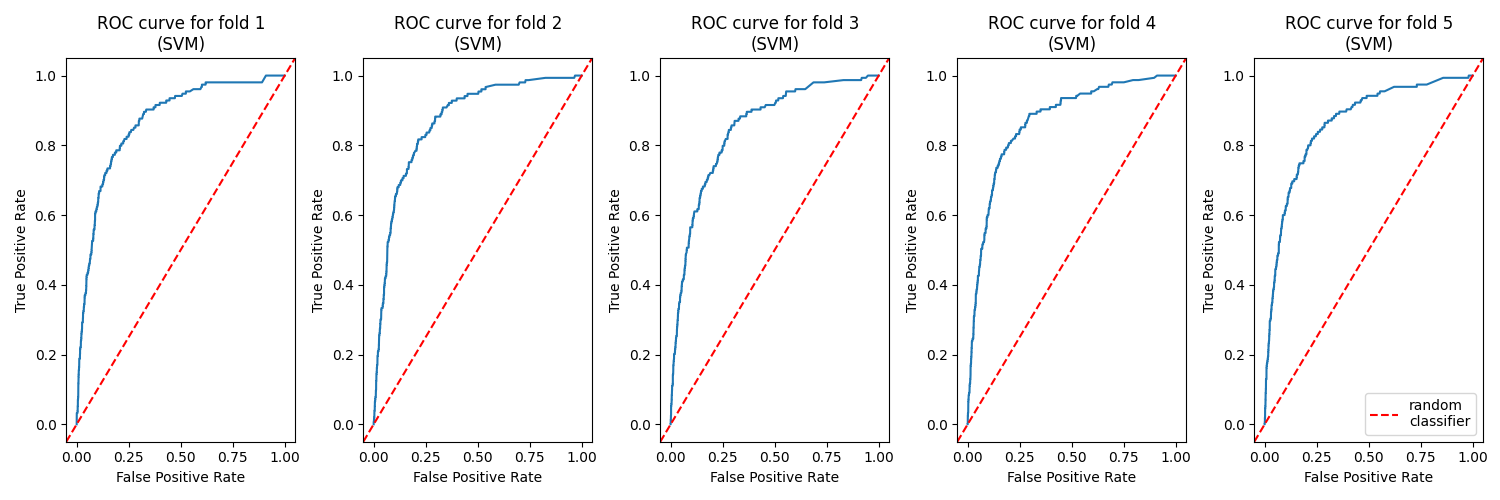 ROC curve for fold 1
(SVM)
ROC curve for fold 2
(SVM)
ROC curve for fold 3
(SVM)
ROC curve for fold 4
(SVM)
ROC curve for fold 5
(SVM)
True Positive Rate
1.0
0.8
0.6
0.4
0.2
0.0
0.00 0.25 0.50 0.75 1.00
False Positive Rate
True Positive Rate
1.0
0.8
0.6
0.4
0.2
0.0
0.00 0.25 0.50 0.75 1.00
False Positive Rate
True Positive Rate
1.0
0.8
0.6
0.4
0.2
0.0
0.00 0.25 0.50 0.75 1.00
False Positive Rate
True Positive Rate
1.0
0.8
0.6
0.4
0.2
0.0
0.00 0.25 0.50 0.75 1.00
False Positive Rate
True Positive Rate
1.0
0.8
0.6
0.4
0.2
0.0
random
classifier
0.00 0.25 0.50 0.75 1.00
False Positive Rate